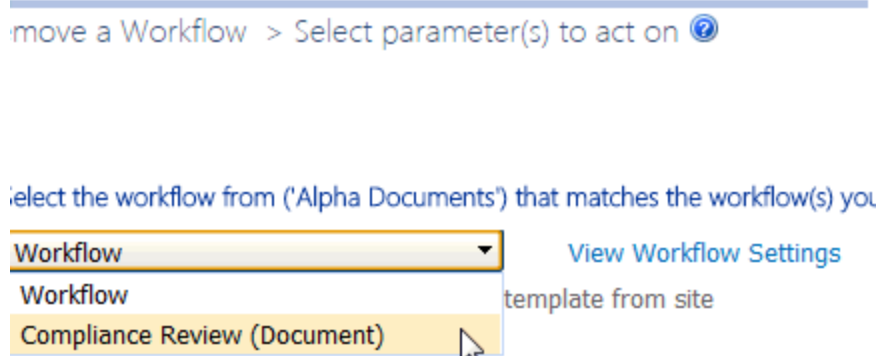 move a Workflow > Select parameter(s) to act on
elect the workflow from ('Alpha Documents') that matches the workflow(s) you
Workflow View Workflow Settings
Workflow
template from site
Compliance Review (Document)